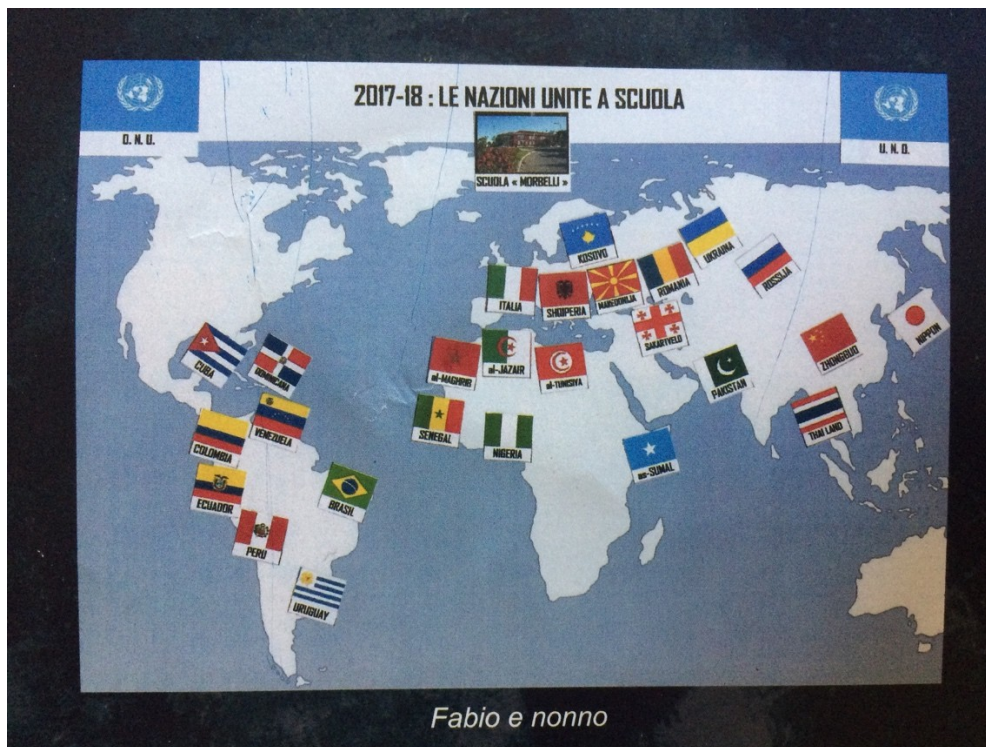 2017-18 : LE NAZIONI UNITE A SCUOLA
O. N. U.
U. N. O.
SCUOLA « MORBELLI »
KOSOVO
UKRAINA
ROSSIJA
ITALIA
SHQIPERIA
MAKEDONIJA
ROMANIA
SAKARTVELO
NIPPON
ZHONGGUO
CUBA
DOMINICANA
al-MAGHRIB
al-JAZAIR
al-TUNISIYA
PAKISTAN
THAILAND
VENEZUELA
COLOMBIA
SENEGAL
NIGERIA
as-SUMAL
ECUADOR
BRASIL
PERU
URUGUAY
Fabio e nonno